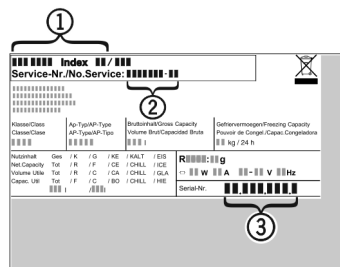 1
Index /
Service-Nr./No.Service: -
2
Klasse/Class
Classe/Clase
Ap-Typ/AP-Type
AP-Type/AP-Tipo
Bruttoinhalt/Gross Capacity
Volume Brut/Capacidad Bruta
l
Gefriervermoegen/Freezing Capacity
Pouvoir de Congel./Capac.Congeladora
kg / 24 h
Nutzinhalt Ges / K / G / KE / KALT / EIS
Net.Capacity Tot / R / F / CE / CHILL / ICE
Volume Utile Tot / R / C / CA / CHILL / GLA
Capac. Util Tot / F / C / BO / CHILL / HIE
l / l
R : g
W A - V Hz
Serial-Nr.
3